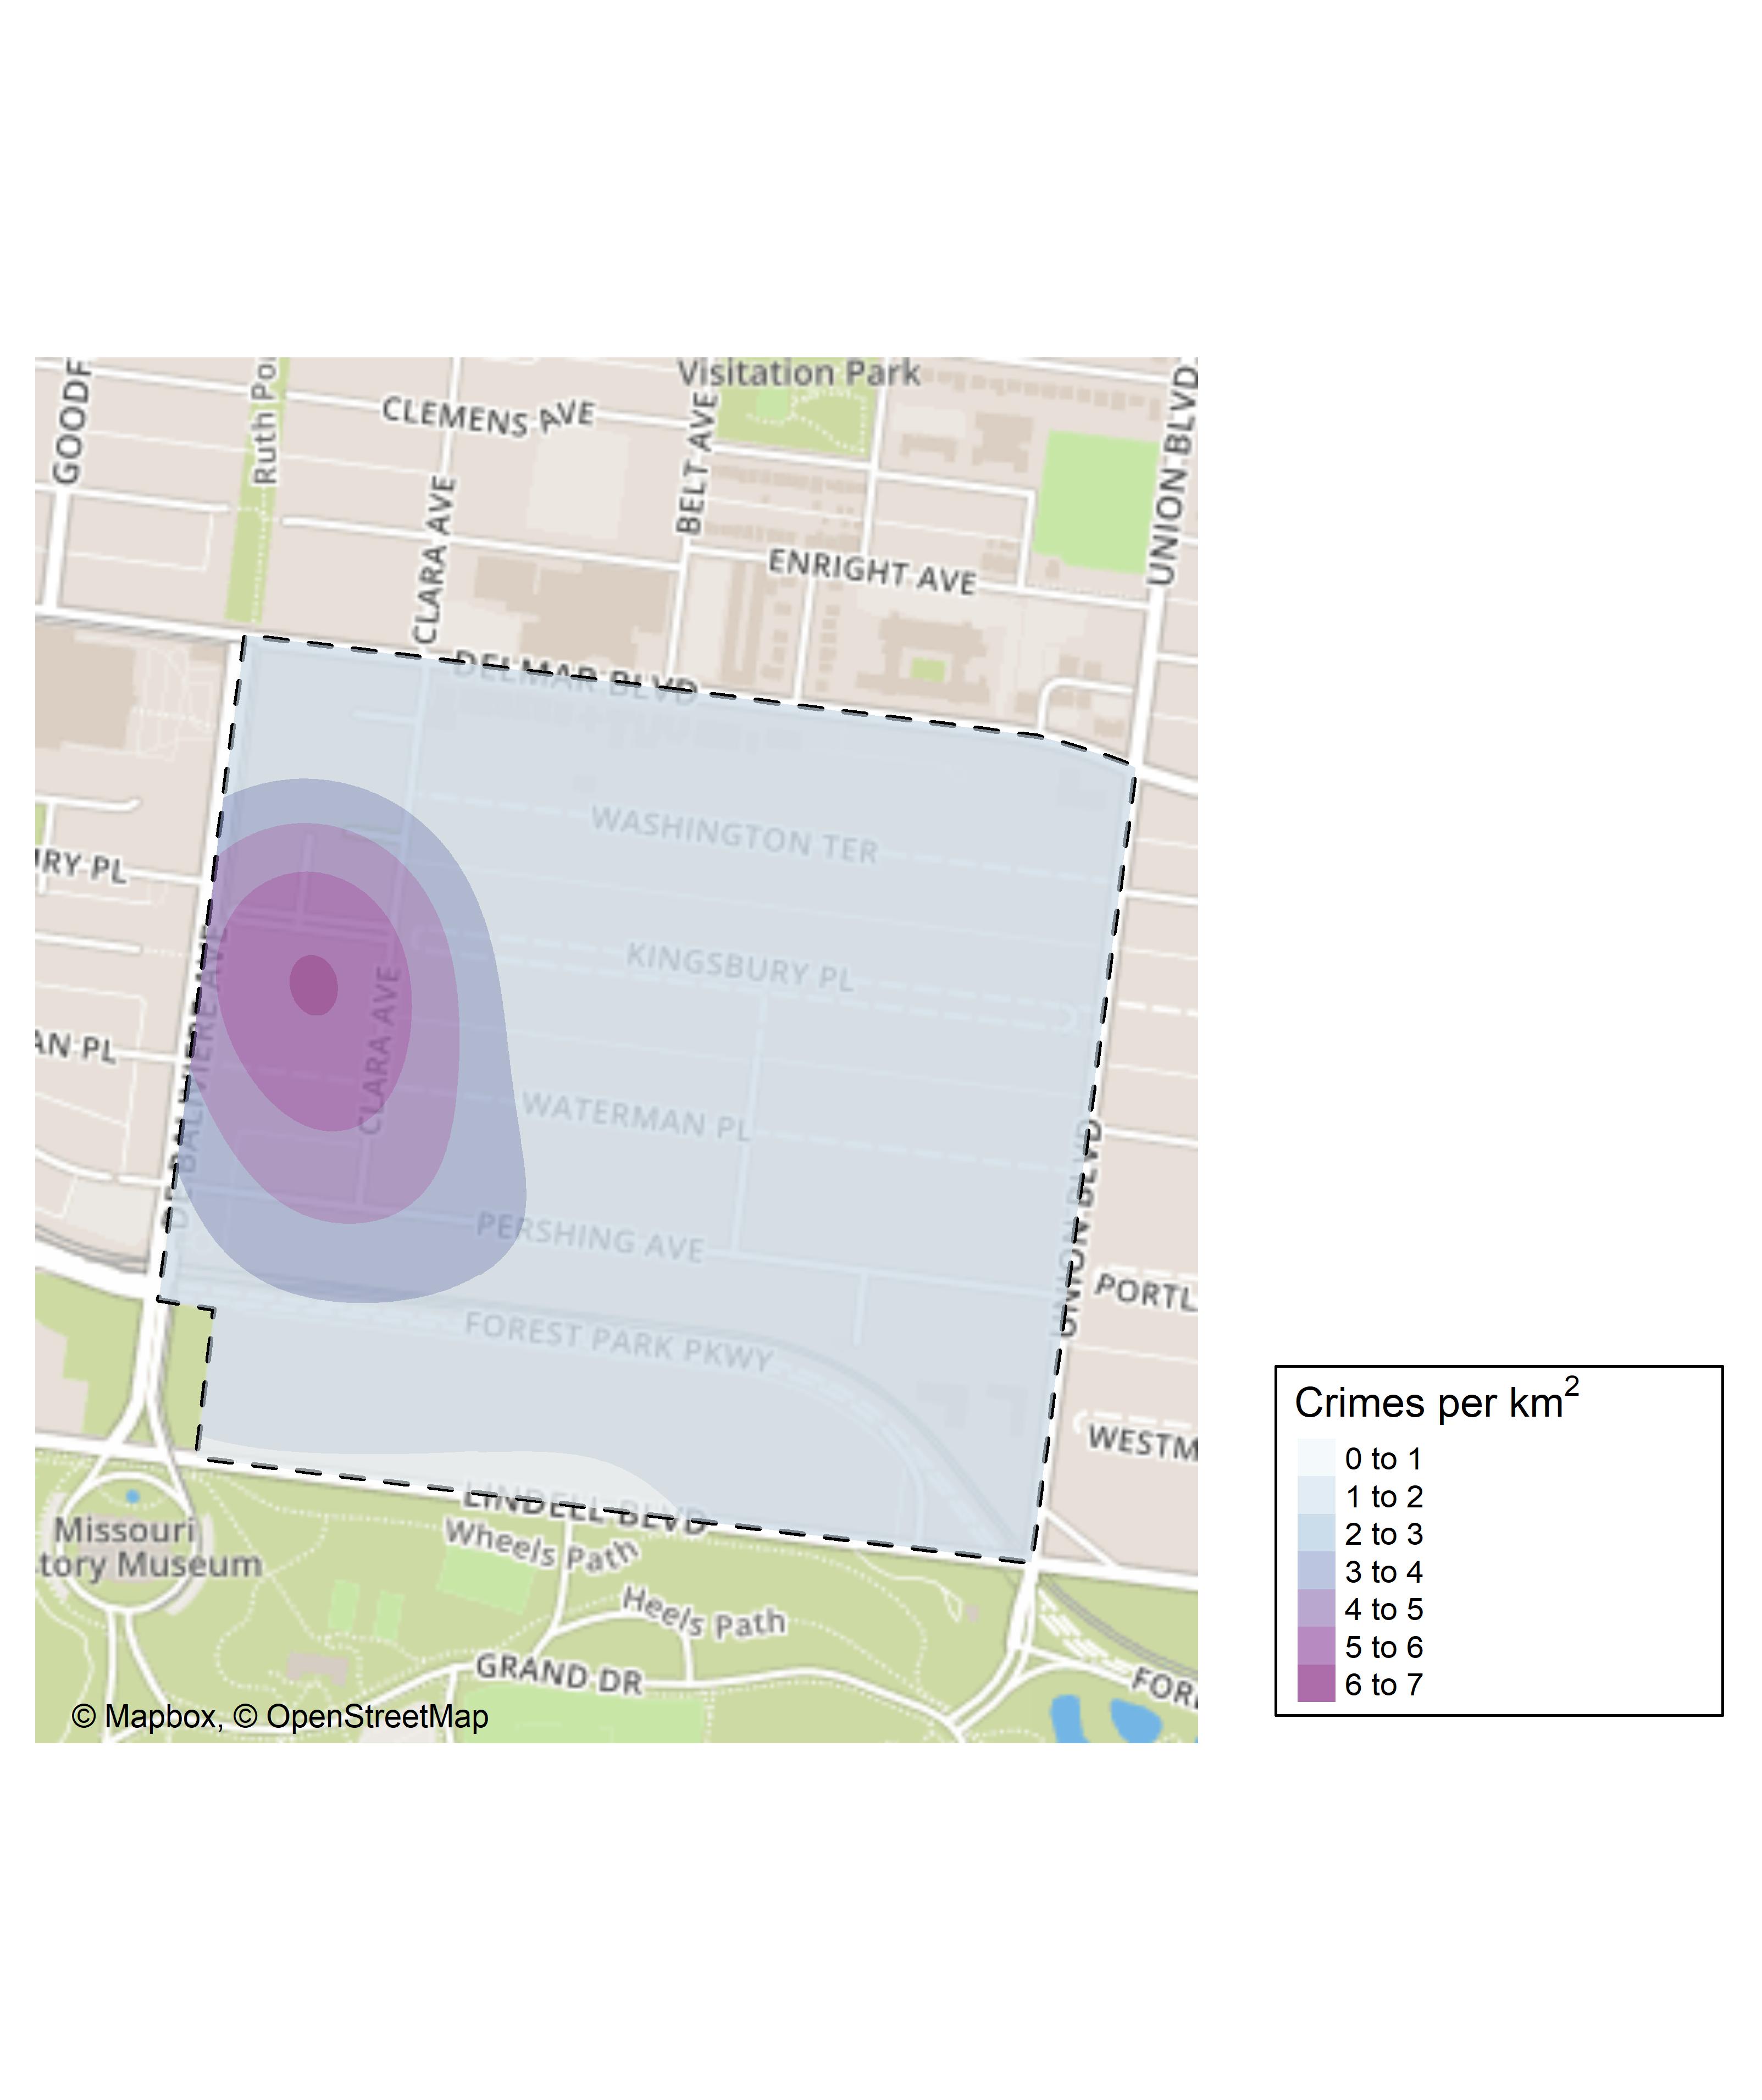 Visitation Park
GOODF
Ruth Po
CLEMENS AVE
BELT AVE
UNION BLVD
CLARA AVE
ENRIGHT AVE
DELMAR BLVD
WASHINGTON TER
IRY PL
KINGSBURY PL
DE BALIVIERE AVE
CLARA AVE
AN PL
WATERMAN PL
UNION BLVD
PERSHING AVE
PORTL
FOREST PARK PKWY
WESTM
LINDELL BLVD
Wheels Path
Missouri
tory Museum
Heels Path
GRAND DR
FOR
© Mapbox, © OpenStreetMap
Crimes per km²
0 to 1
1 to 2
2 to 3
3 to 4
4 to 5
5 to 6
6 to 7